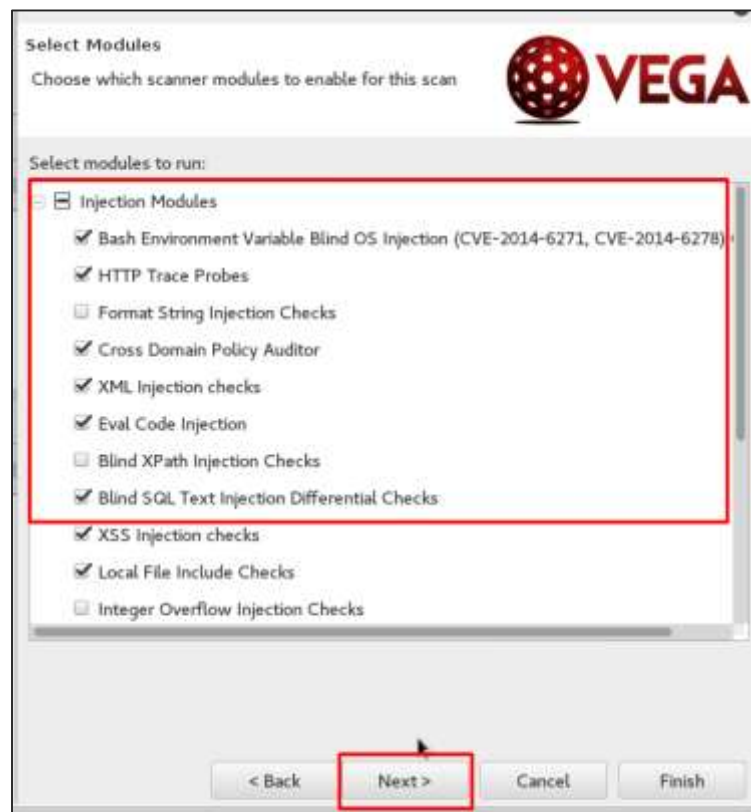 Select Modules
Choose which scanner modules to enable for this scan
VEGA
Select modules to run:
Injection Modules
Bash Environment Variable Blind OS Injection (CVE-2014-6271, CVE-2014-6278)
HTTP Trace Probes
Format String Injection Checks
Cross Domain Policy Auditor
XML Injection checks
Eval Code Injection
Blind XPath Injection Checks
Blind SQL Text Injection Differential Checks
XSS Injection checks
Local File Include Checks
Integer Overflow Injection Checks
< Back Next > Cancel Finish